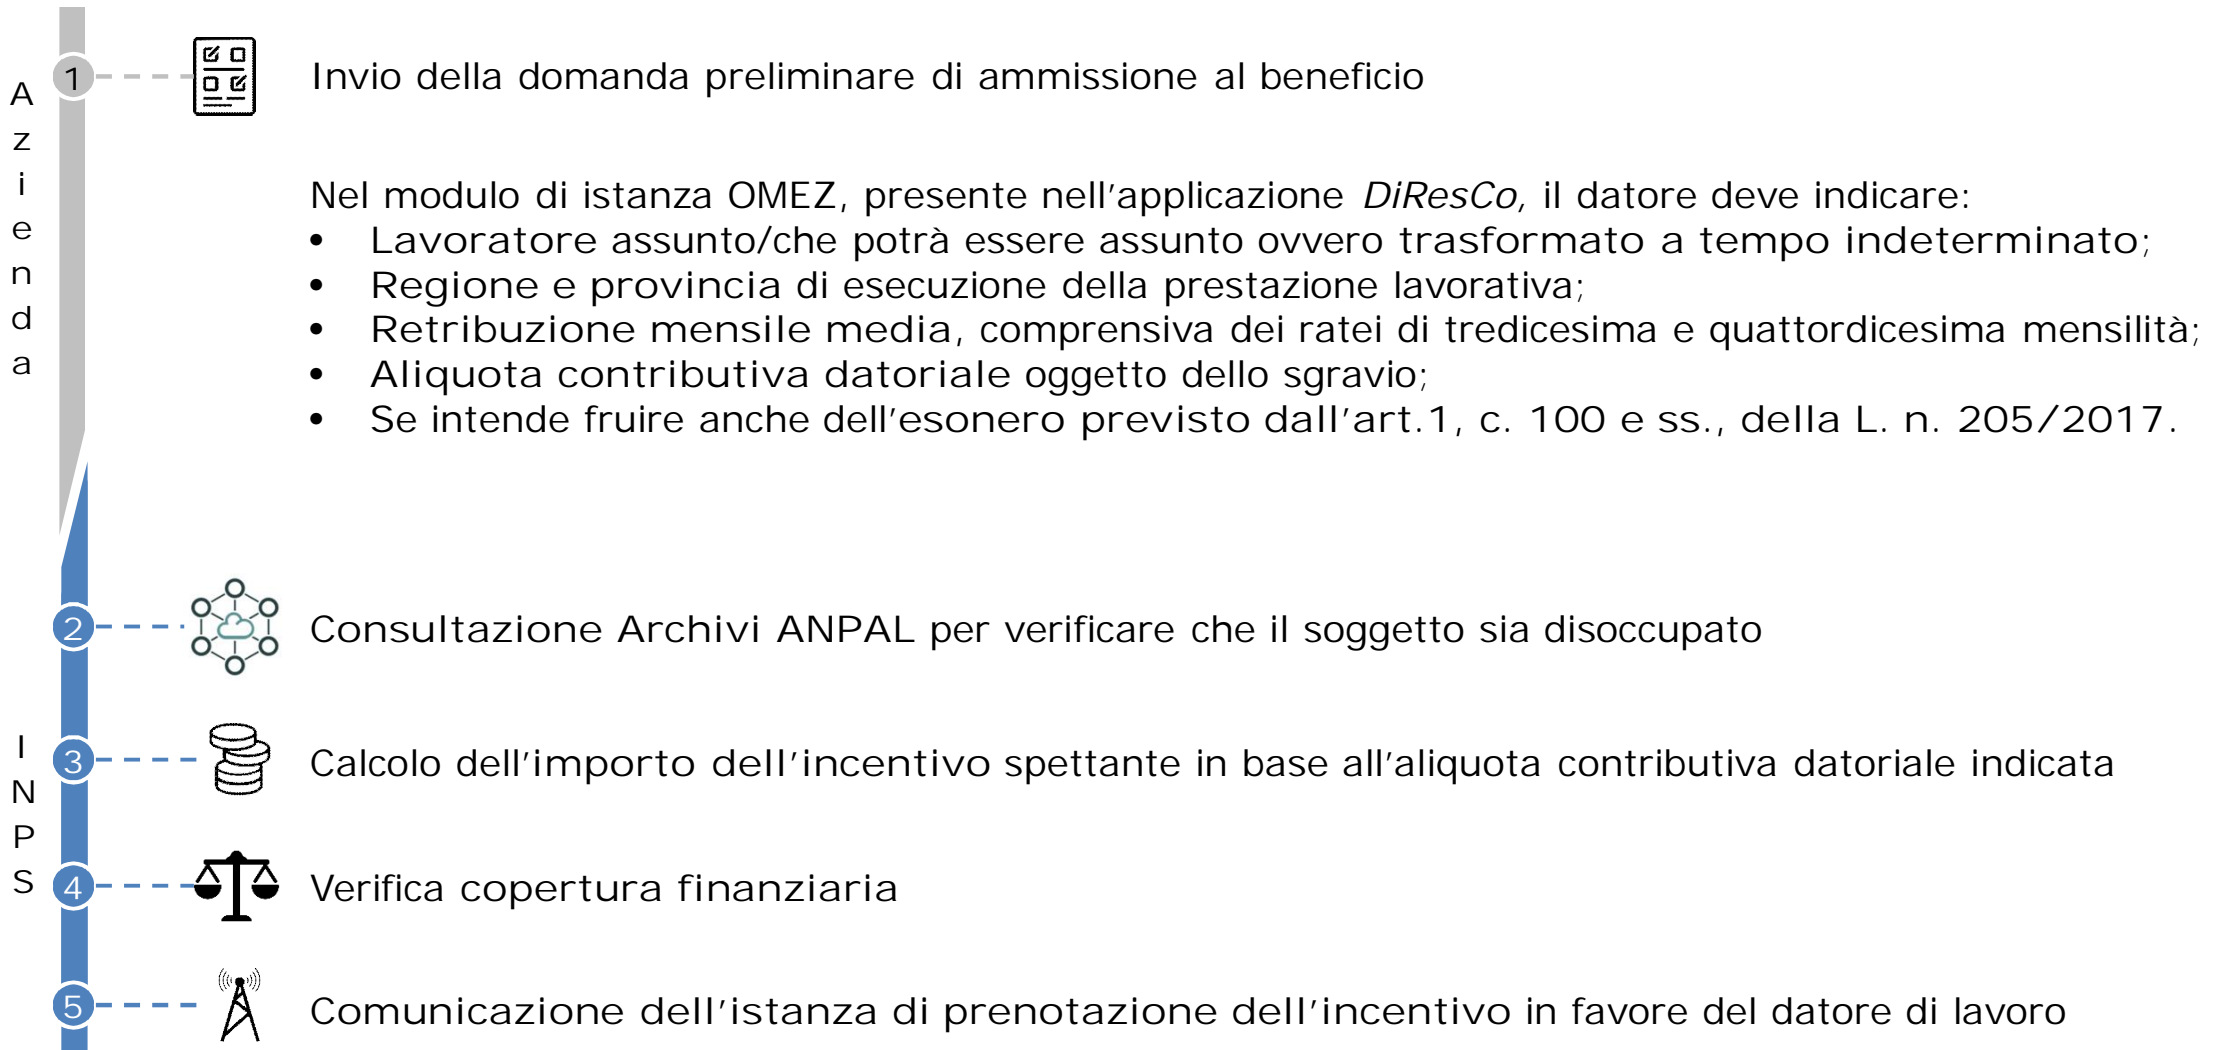 Azienda
1
Invio della domanda preliminare di ammissione al beneficio
Nel modulo di istanza OMEZ, presente nell'applicazione DiResCo, il datore deve indicare:
• Lavoratore assunto/che potrà essere assunto ovvero trasformato a tempo indeterminato;
• Regione e provincia di esecuzione della prestazione lavorativa;
• Retribuzione mensile media, comprensiva dei ratei di tredicesima e quattordicesima mensilità;
• Aliquota contributiva datoriale oggetto dello sgravio;
• Se intende fruire anche dell'esonero previsto dall'art.1, c. 100 e ss., della L. n. 205/2017.
INPS
2
Consultazione Archivi ANPAL per verificare che il soggetto sia disoccupato
3
Calcolo dell'importo dell'incentivo spettante in base all'aliquota contributiva datoriale indicata
4
Verifica copertura finanziaria
5
Comunicazione dell'istanza di prenotazione dell'incentivo in favore del datore di lavoro